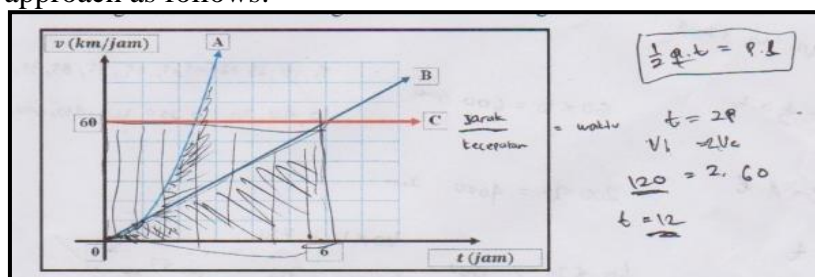 approach as follows:
v (km/jam)
A
B
60
C
0
6
t (jam)
Jarak
kecepatan
= waktu
1/2 a.t = p.l
t = 2p
V1 = 2Vc
120 = 2. 60
t = 12